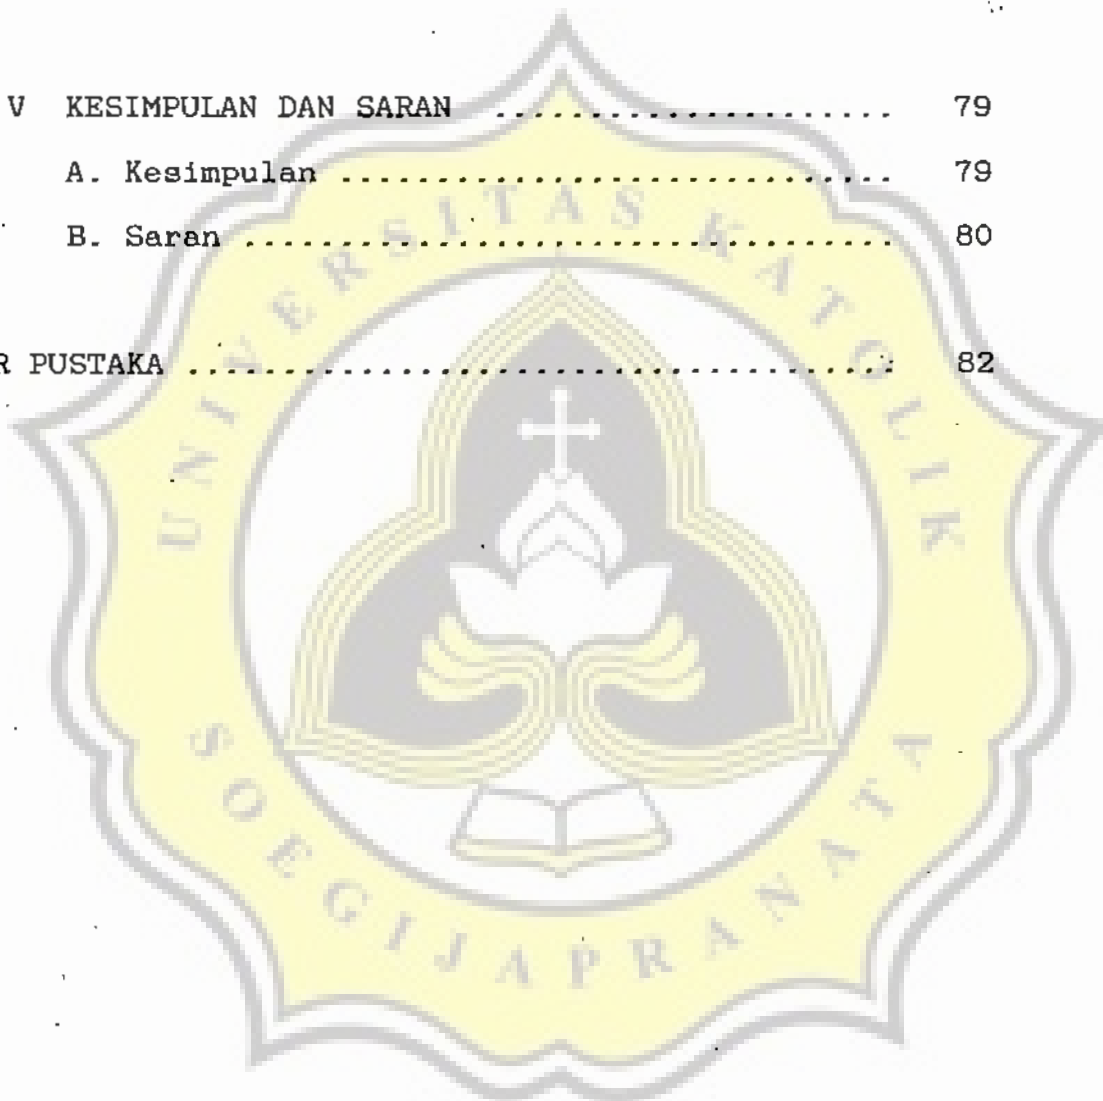 V KESIMPULAN DAN SARAN .................... 79
A. Kesimpulan .............................. 79
B. Saran ................................... 80
R PUSTAKA ...................................... 82
UNIVERSITAS KATOLIK
SOEGIJAPRANATA